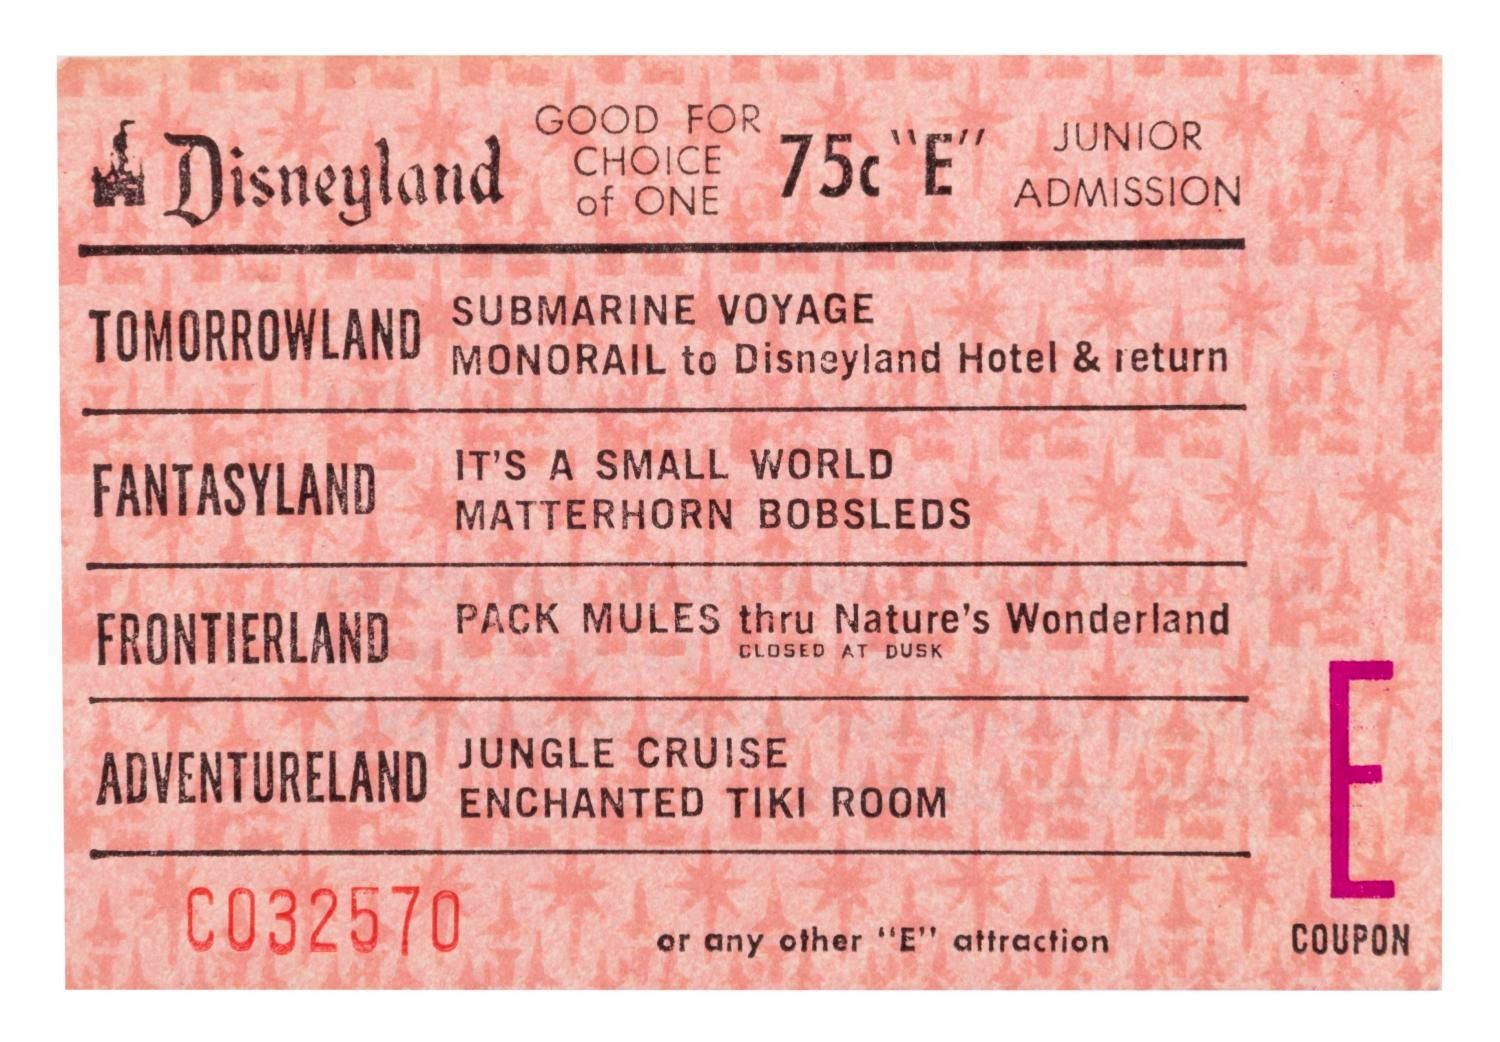 Disneyland
GOOD FOR
CHOICE
of ONE
75c "E"
JUNIOR
ADMISSION
TOMORROWLAND
SUBMARINE VOYAGE
MONORAIL to Disneyland Hotel & return
FANTASYLAND
IT'S A SMALL WORLD
MATTERHORN BOBSLEDS
FRONTIERLAND
PACK MULES thru Nature's Wonderland
CLOSED AT DUSK
ADVENTURELAND
JUNGLE CRUISE
ENCHANTED TIKI ROOM
C032570
or any other "E" attraction
E
COUPON